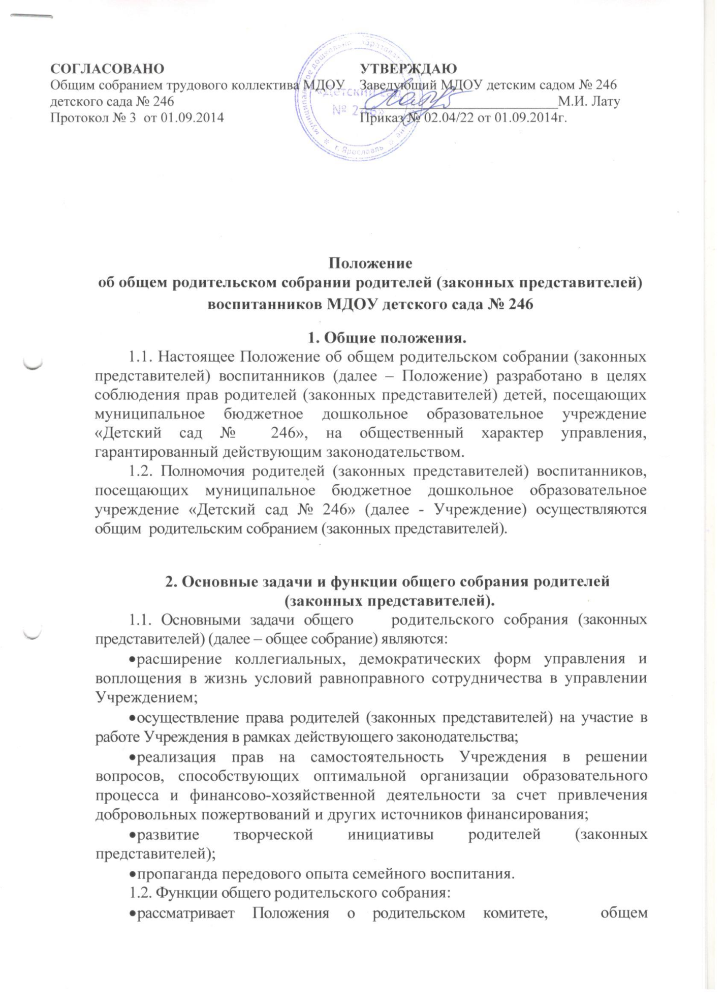 СОГЛАСОВАНО
Общим собранием трудового коллектива МДОУ
детского сада № 246
Протокол № 3 от 01.09.2014
УТВЕРЖДАЮ
Заведующий МДОУ детским садом № 246
М.И. Лату
Приказ № 02.04/22 от 01.09.2014г.
«Детский сад
№ 246»
г. Ярославль
Положение
об общем родительском собрании родителей (законных представителей)
воспитанников МДОУ детского сада № 246
1. Общие положения.
1.1. Настоящее Положение об общем родительском собрании (законных
представителей) воспитанников (далее – Положение) разработано в целях
соблюдения прав родителей (законных представителей) детей, посещающих
муниципальное бюджетное дошкольное образовательное учреждение
«Детский сад № 246», на общественный характер управления,
гарантированный действующим законодательством.
1.2. Полномочия родителей (законных представителей) воспитанников,
посещающих муниципальное бюджетное дошкольное образовательное
учреждение «Детский сад № 246» (далее - Учреждение) осуществляются
общим родительским собранием (законных представителей).
2. Основные задачи и функции общего собрания родителей
(законных представителей).
1.1. Основными задачи общего родительского собрания (законных
представителей) (далее – общее собрание) являются:
•расширение коллегиальных, демократических форм управления и
воплощения в жизнь условий равноправного сотрудничества в управлении
Учреждением;
•осуществление права родителей (законных представителей) на участие в
работе Учреждения в рамках действующего законодательства;
•реализация прав на самостоятельность Учреждения в решении
вопросов, способствующих оптимальной организации образовательного
процесса и финансово-хозяйственной деятельности за счет привлечения
добровольных пожертвований и других источников финансирования;
•развитие творческой инициативы родителей (законных
представителей);
•пропаганда передового опыта семейного воспитания.
1.2. Функции общего родительского собрания:
•рассматривает Положения о родительском комитете, общем